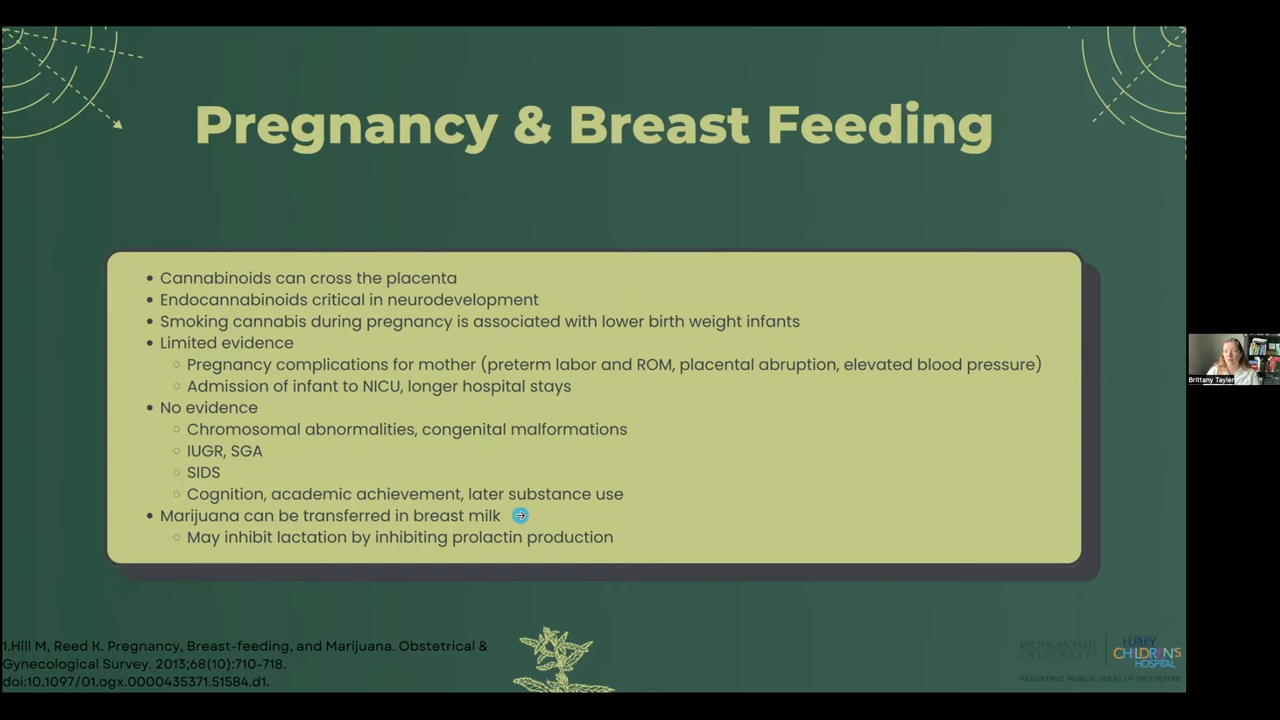 Pregnancy & Breast Feeding
• Cannabinoids can cross the placenta
• Endocannabinoids critical in neurodevelopment
• Smoking cannabis during pregnancy is associated with lower birth weight infants
• Limited evidence
○ Pregnancy complications for mother (preterm labor and ROM, placental abruption, elevated blood pressure)
○ Admission of infant to NICU, longer hospital stays
• No evidence
○ Chromosomal abnormalities, congenital malformations
○ IUGR, SGA
○ SIDS
○ Cognition, academic achievement, later substance use
• Marijuana can be transferred in breast milk
○ May inhibit lactation by inhibiting prolactin production
Brittany Tayler
1.Hill M, Reed K. Pregnancy, Breast-feeding, and Marijuana. Obstetrical &
Gynecological Survey. 2013;68(10):710-718.
doi:10.1097/01.ogx.0000435371.51584.d1.
MICHIGAN STATE
UNIVERSITY
HURLEY
CHILDREN'S
HOSPITAL
PEDIATRIC PUBLIC HEALTH INITIATIVE